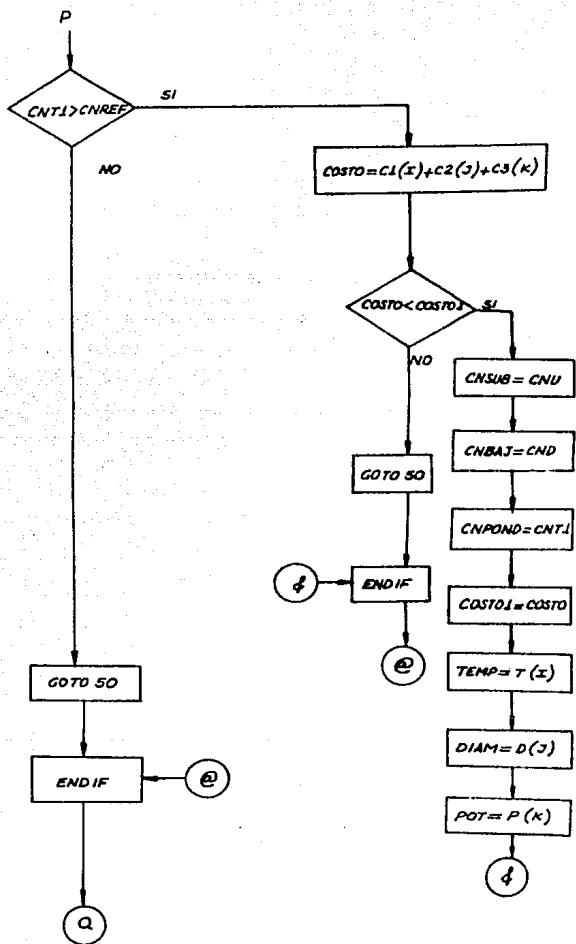 P
CNT1>CNREF
SI
NO
COSTO=C1(I)+C2(J)+C3(K)
COSTO<COSTO1
SI
NO
CNSUB=CNU
GOTO 50
CNBAJ=CND
CNPOND=CNT1
&
ENDIF
COSTO1=COSTO
@
TEMP=T(I)
GOTO 50
DIAM=D(J)
ENDIF
@
POT=P(K)
&
Q